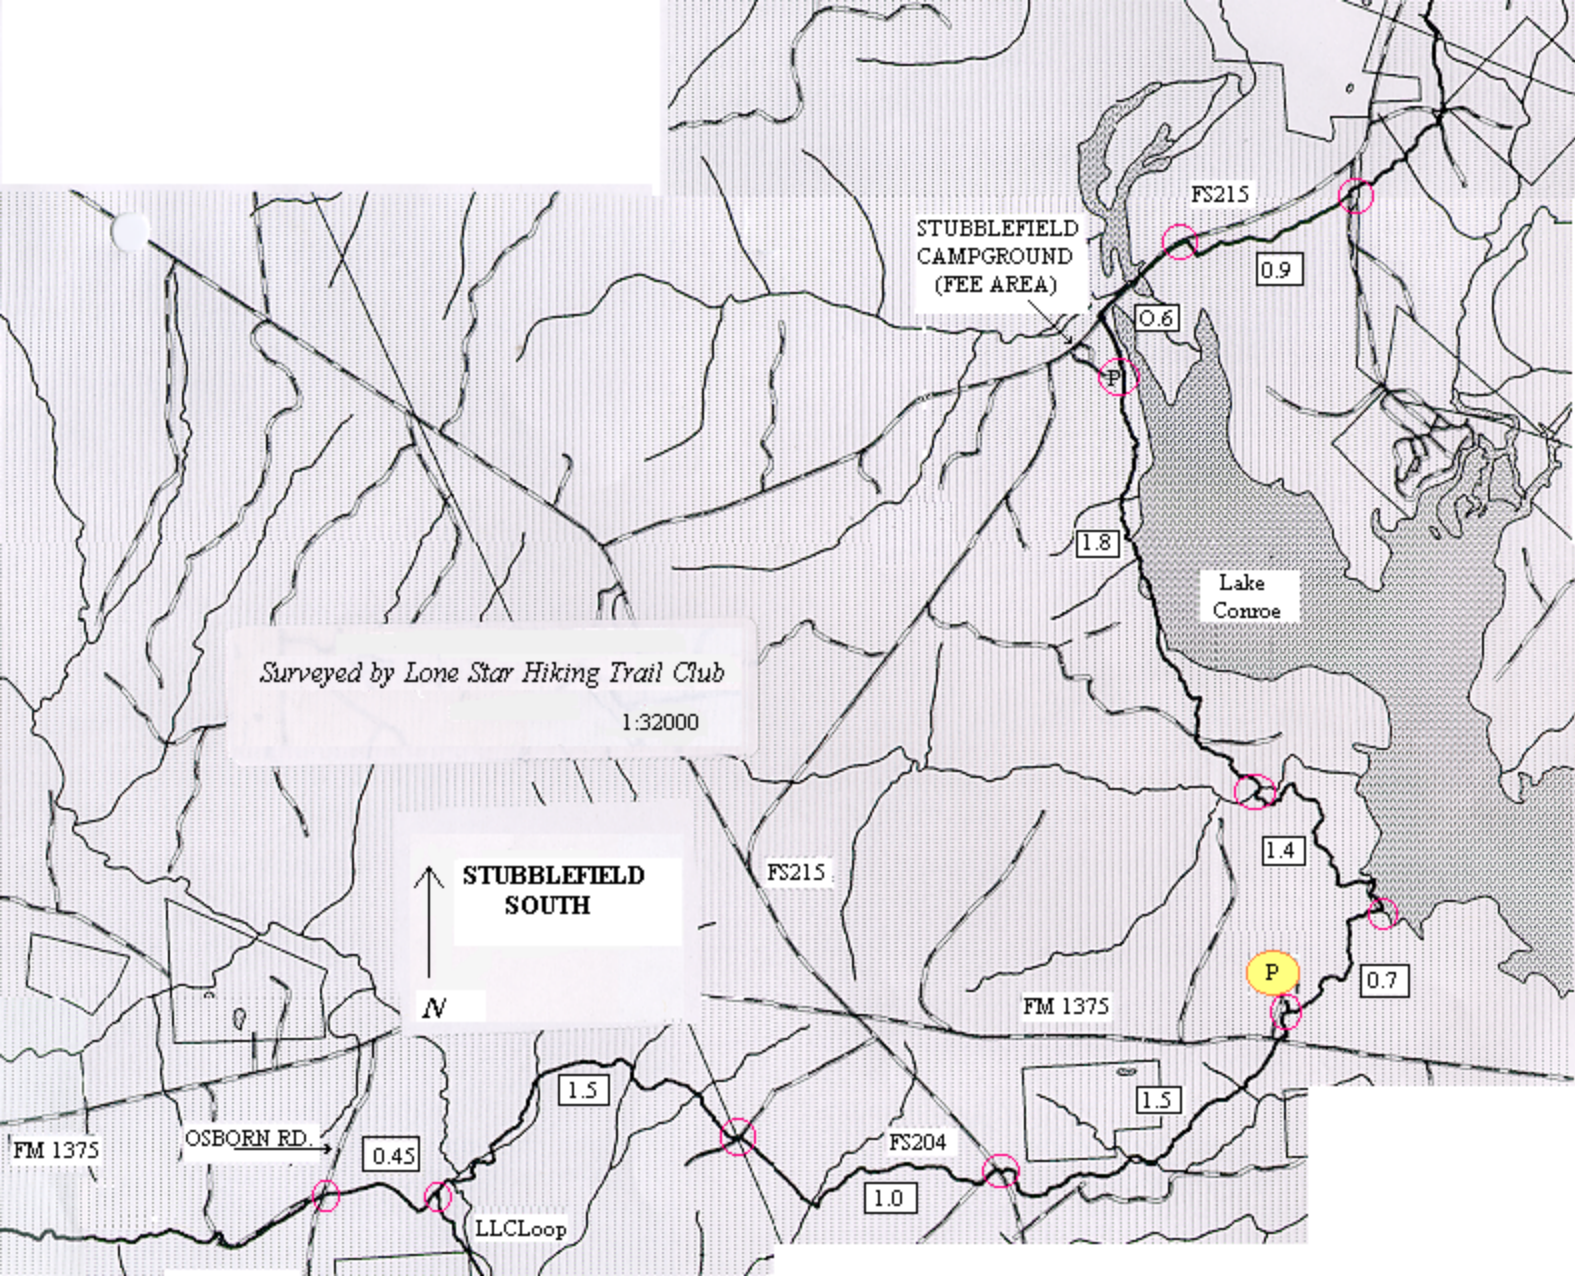 FS215
STUBBLEFIELD
CAMPGROUND
(FEE AREA)
0.9
O.6
P
1.8
Lake
Conroe
Surveyed by Lone Star Hiking Trail Club
1:32000
1.4
STUBBLEFIELD
SOUTH
N
FS215
P
0.7
FM 1375
1.5
1.5
OSBORN RD.
FM 1375
0.45
FS204
1.0
LLCLoop